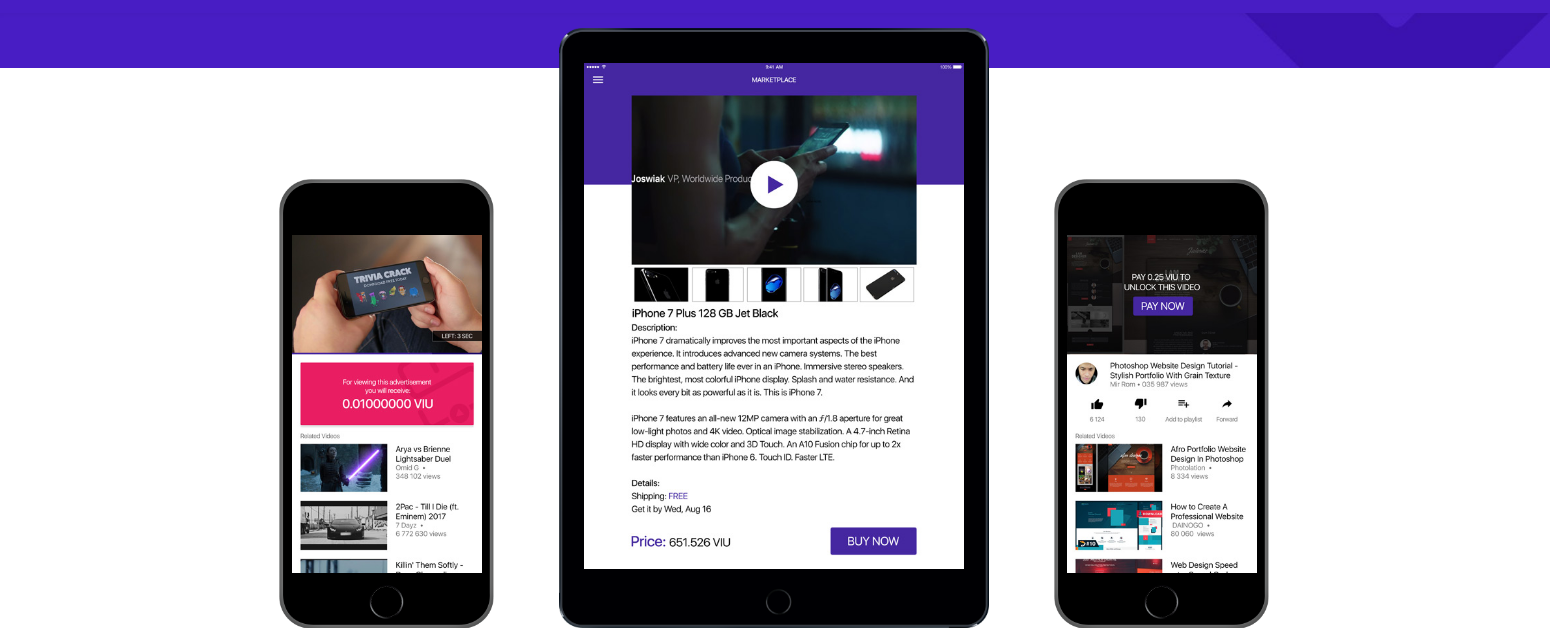 TRIVIA CRACK
DOWNLOAD FREE TODAY
LEFT: 3 SEC
For viewing this advertisement
you will receive:
0.01000000 VIU
Related Videos
Arya vs Brienne
Lightsaber Duel
Omid G •
348 102 views
2Pac - Till I Die (ft.
Eminem) 2017
7 Dayz •
6 772 630 views
Killin' Them Softly -
9:41 AM
100%
MARKETPLACE
Joswiak VP, Worldwide Produc
iPhone 7 Plus 128 GB Jet Black
Description:
iPhone 7 dramatically improves the most important aspects of the iPhone
experience. It introduces advanced new camera systems. The best
performance and battery life ever in an iPhone. Immersive stereo speakers.
The brightest, most colorful iPhone display. Splash and water resistance. And
it looks every bit as powerful as it is. This is iPhone 7.
iPhone 7 features an all-new 12MP camera with an ƒ/1.8 aperture for great
low-light photos and 4K video. Optical image stabilization. A 4.7-inch Retina
HD display with wide color and 3D Touch. An A10 Fusion chip for up to 2x
faster performance than iPhone 6. Touch ID. Faster LTE.
Details:
Shipping: FREE
Get it by Wed, Aug 16
Price: 651.526 VIU
BUY NOW
PAY 0.25 VIU TO
UNLOCK THIS VIDEO
PAY NOW
Photoshop Website Design Tutorial -
Stylish Portfolio With Grain Texture
Mir Rom • 035 987 views
6 124
130
Add to playlist
Forward
Related Videos
Afro Portfolio Website
Design In Photoshop
Photolation •
8 334 views
How to Create A
Professional Website
DAINOGO •
80 060 views
Web Design Speed